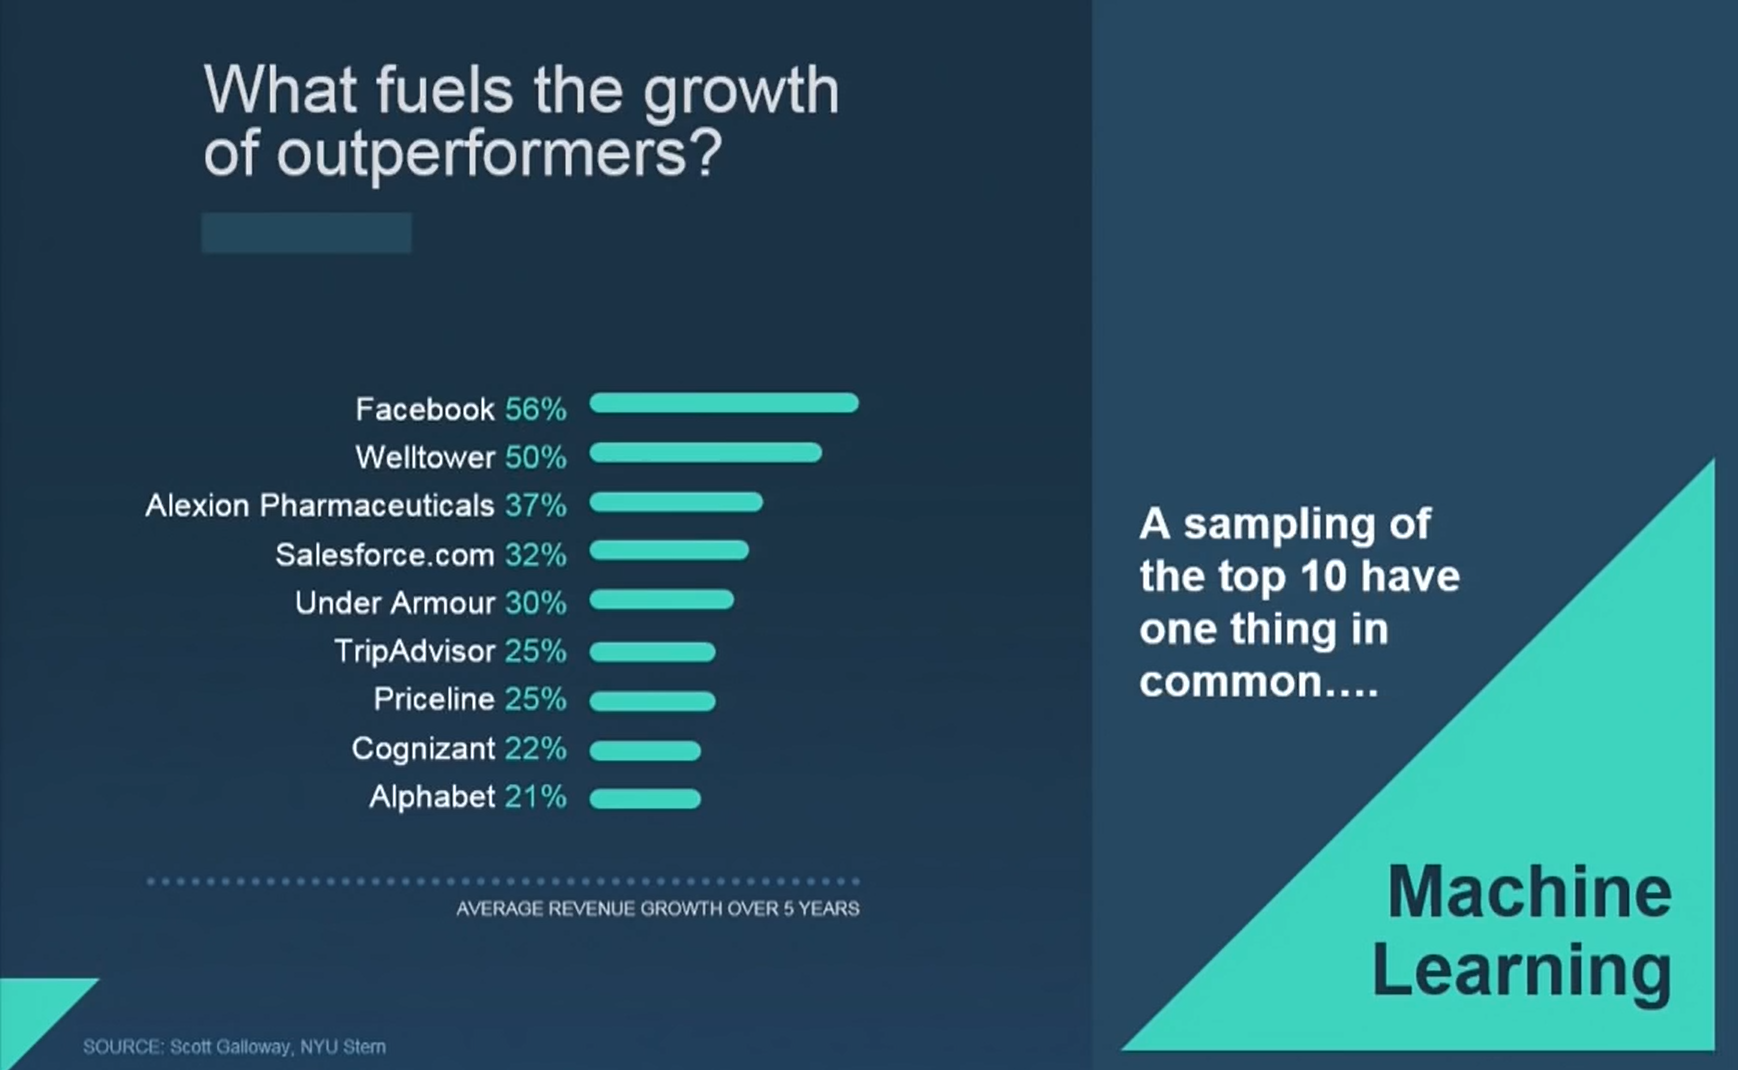 What fuels the growth
of outperformers?
Facebook 56%
Welltower 50%
Alexion Pharmaceuticals 37%
Salesforce.com 32%
Under Armour 30%
TripAdvisor 25%
Priceline 25%
Cognizant 22%
Alphabet 21%
AVERAGE REVENUE GROWTH OVER 5 YEARS
SOURCE: Scott Galloway, NYU Stern
A sampling of
the top 10 have
one thing in
common....
Machine
Learning